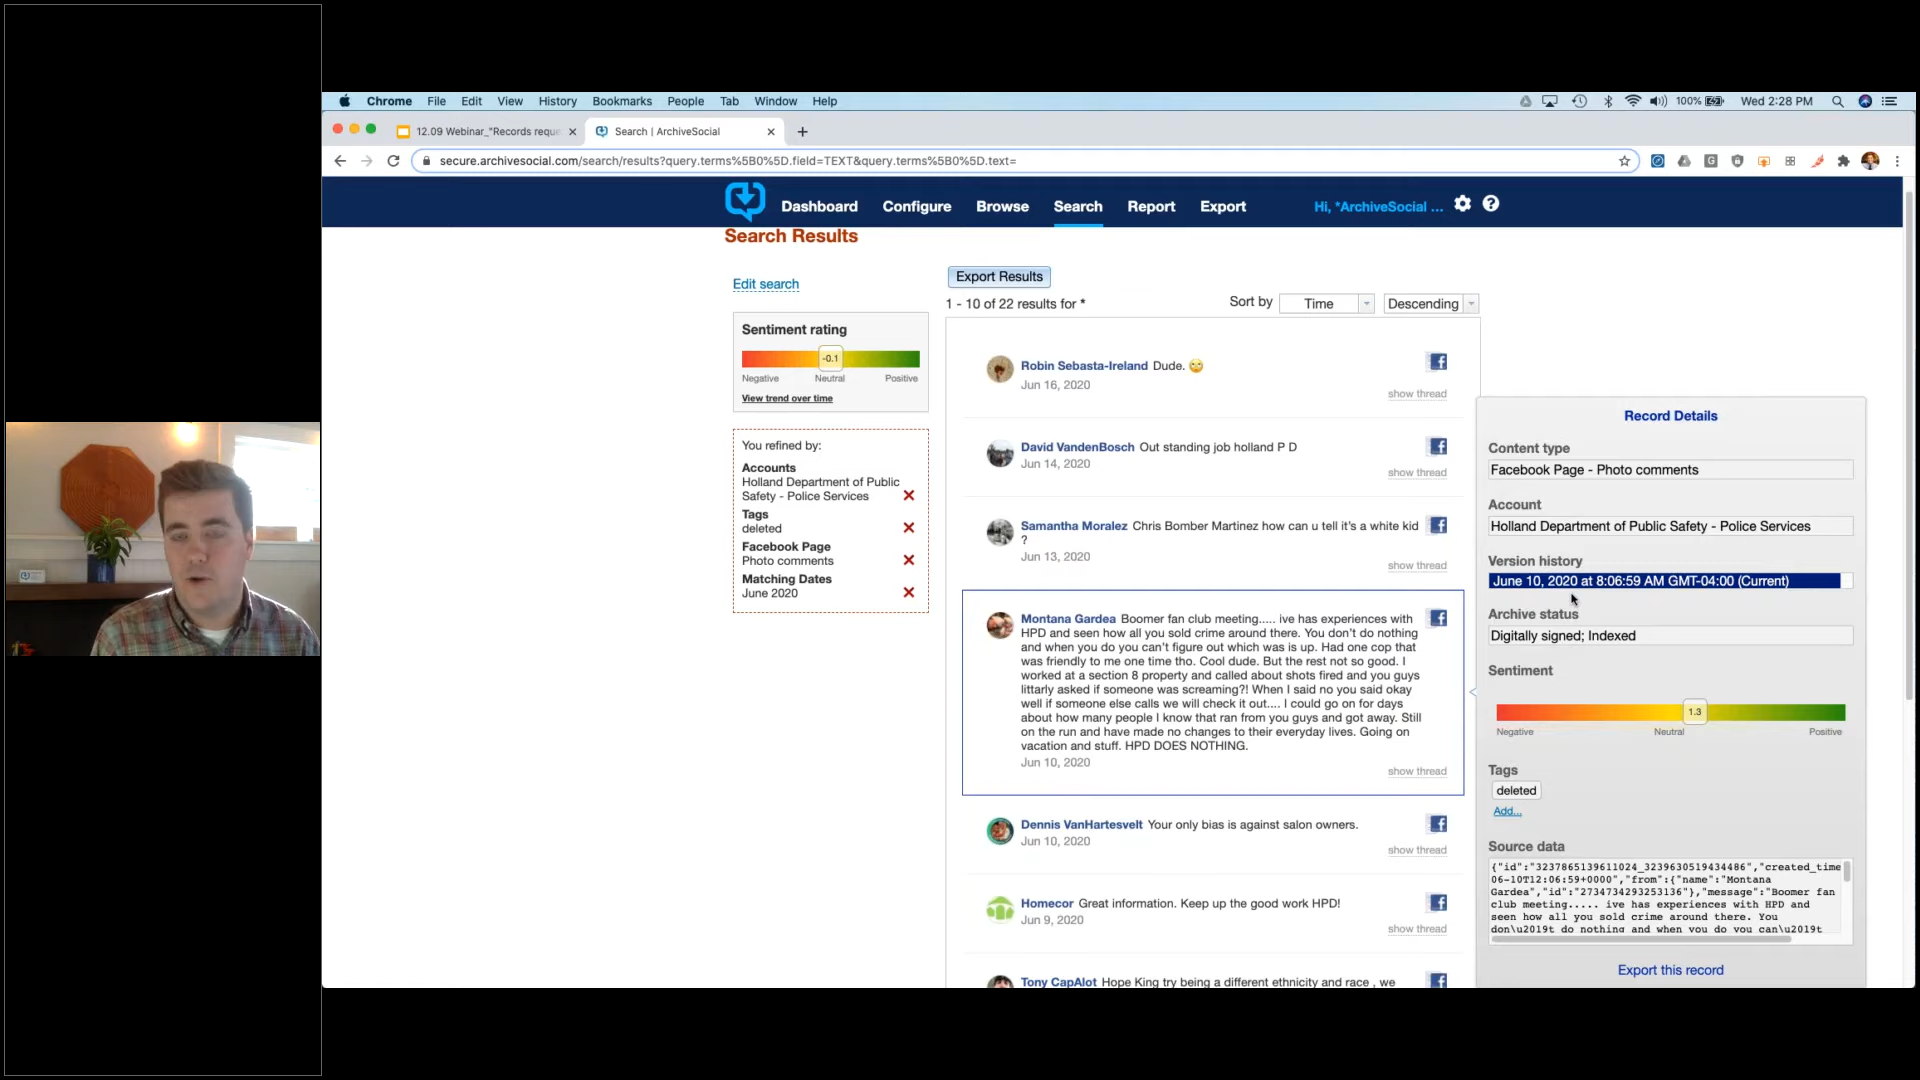 Chrome File Edit View History Bookmarks People Tab Window Help
100% Wed 2:28 PM
12.09 Webinar_"Records reque
Search | ArchiveSocial
secure.archivesocial.com/search/results?query.terms%5B0%5D.field=TEXT&query.terms%5B0%5D.text=
Dashboard Configure Browse Search Report Export Hi, *ArchiveSocial ...
Search Results
Edit search
Sentiment rating
-0.1
Negative Neutral Positive
View trend over time
You refined by:
Accounts
Holland Department of Public
Safety - Police Services
Tags
deleted
Facebook Page
Photo comments
Matching Dates
June 2020
Export Results
1 - 10 of 22 results for *
Sort by Time Descending
Robin Sebasta-Ireland Dude. 🙄
Jun 16, 2020
show thread
David VandenBosch Out standing job holland P D
Jun 14, 2020
show thread
Samantha Moralez Chris Bomber Martinez how can u tell it's a white kid
?
Jun 13, 2020
show thread
Montana Gardea Boomer fan club meeting..... ive has experiences with
HPD and seen how all you sold crime around there. You don't do nothing
and when you do you can't figure out which was is up. Had one cop that
was friendly to me one time tho. Cool dude. But the rest not so good. I
worked at a section 8 property and called about shots fired and you guys
littarly asked if someone was screaming?! When I said no you said okay
well if someone else calls we will check it out.... I could go on for days
about how many people I know that ran from you guys and got away. Still
on the run and have made no changes to their everyday lives. Going on
vacation and stuff. HPD DOES NOTHING.
Jun 10, 2020
show thread
Dennis VanHartesvelt Your only bias is against salon owners.
Jun 10, 2020
show thread
Homecor Great information. Keep up the good work HPD!
Jun 9, 2020
show thread
Tony CapAlot Hope King try being a different ethnicity and race , we
Record Details
Content type
Facebook Page - Photo comments
Account
Holland Department of Public Safety - Police Services
Version history
June 10, 2020 at 8:06:59 AM GMT-04:00 (Current)
Archive status
Digitally signed; Indexed
Sentiment
1.3
Negative Neutral Positive
Tags
deleted
Add...
Source data
{"id":"3237865139611024_3239630519434486","created_time
06-10T12:06:59+0000","from":{"name":"Montana
Gardea","id":"2734734293253136"},"message":"Boomer fan
club meeting..... ive has experiences with HPD and
seen how all you sold crime around there. You
don\u2019t do nothing and when you do you can\u2019t
Export this record